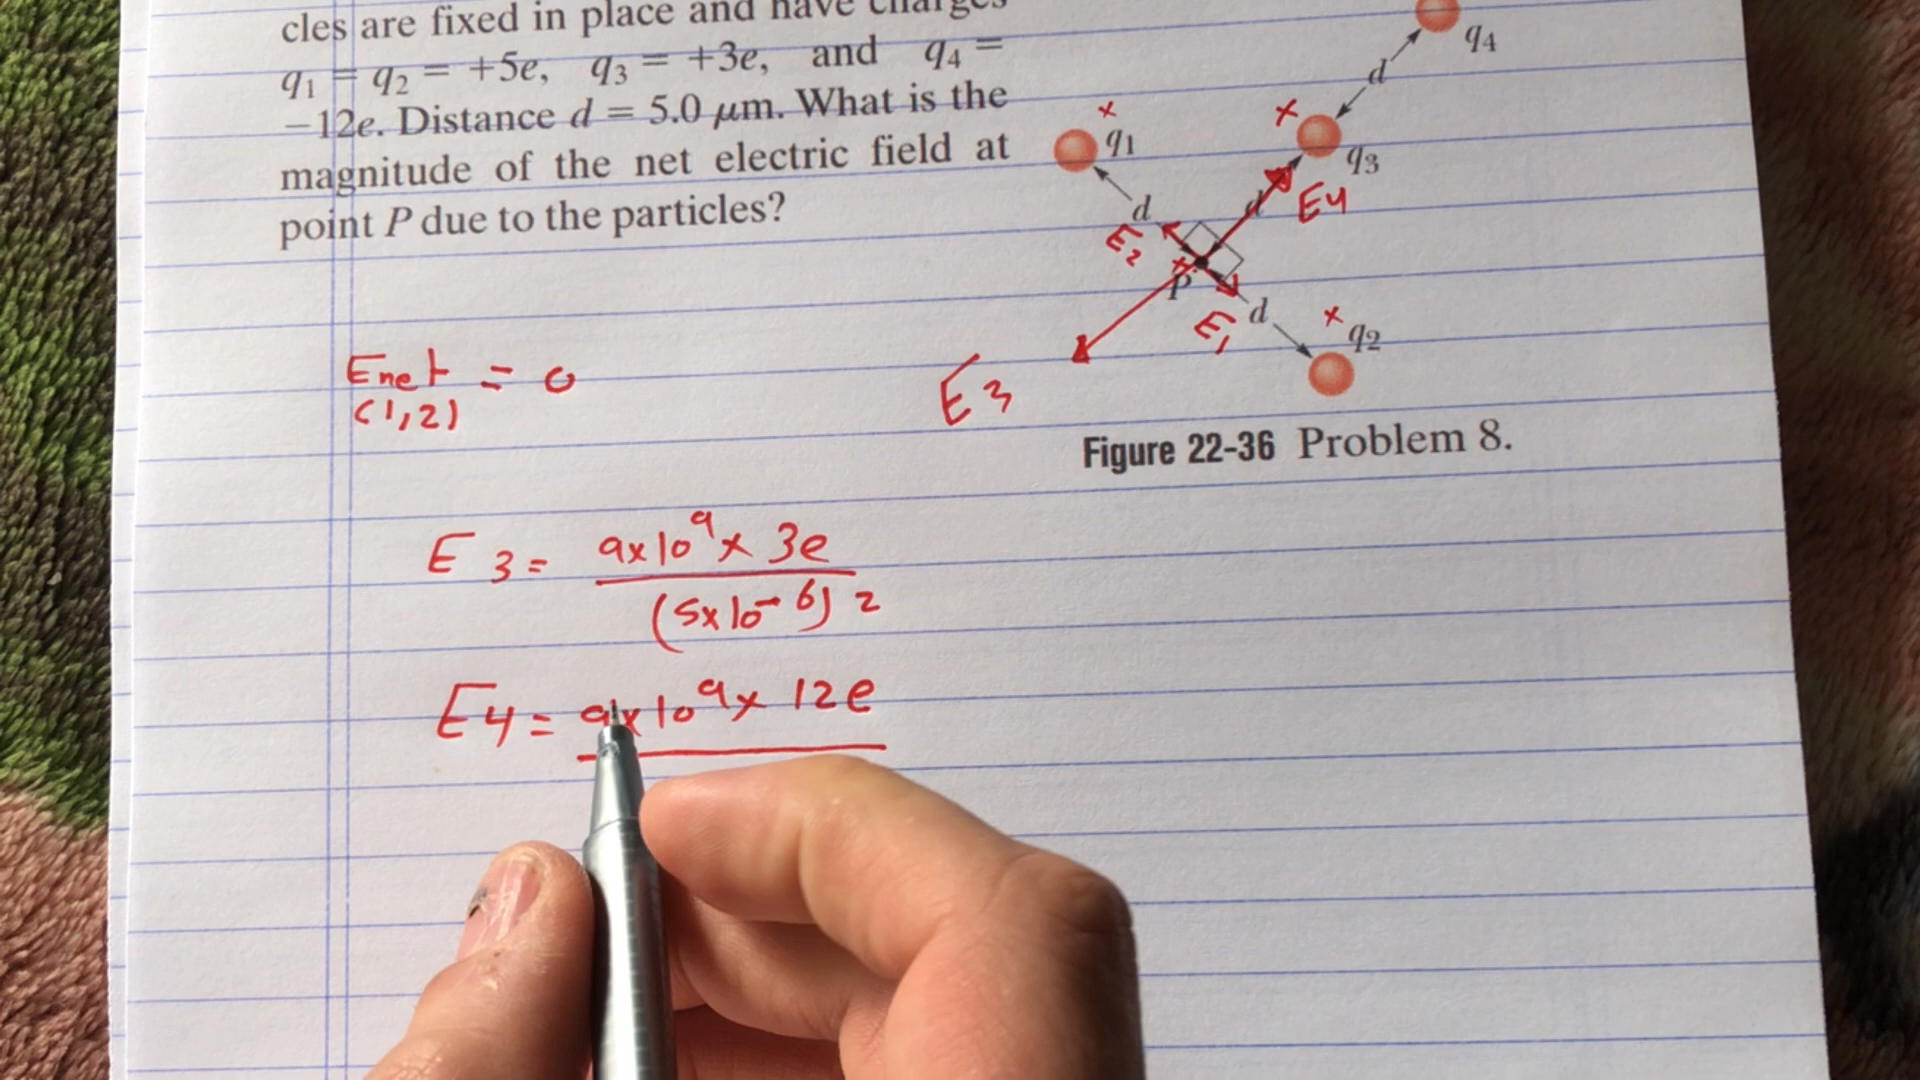 cles are fixed in place and have charges
q1 = q2 = +5e, q3 = +3e, and q4 =
−12e. Distance d = 5.0 μm. What is the
magnitude of the net electric field at
point P due to the particles?
q4
d
x
x
q1
q3
d
d
E4
E2
x
P
d
E1
x
q2
E3
Figure 22-36 Problem 8.
Enet = 0
(1,2)
E3 = 9x10^9 x 3e
(5x10^-6)2
E4 = 9x10^9 x 12e